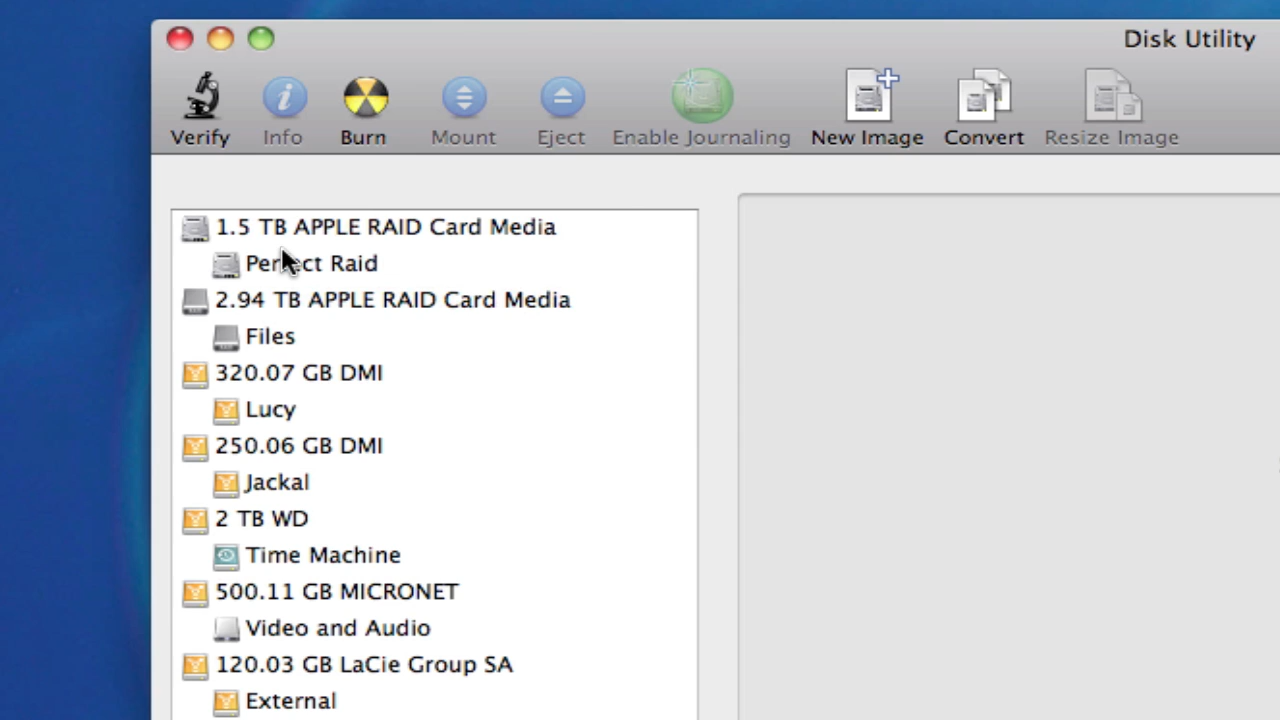 Disk Utility
Verify Info Burn Mount Eject Enable Journaling New Image Convert Resize Image
1.5 TB APPLE RAID Card Media
Perfect Raid
2.94 TB APPLE RAID Card Media
Files
320.07 GB DMI
Lucy
250.06 GB DMI
Jackal
2 TB WD
Time Machine
500.11 GB MICRONET
Video and Audio
120.03 GB LaCie Group SA
External